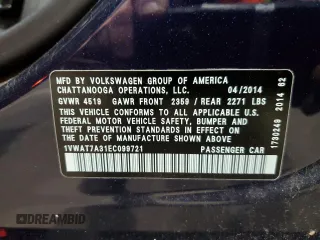 MFD BY VOLKSWAGEN GROUP OF AMERICA
CHATTANOOGA OPERATIONS, LLC. 04/2014
GVWR 4519 GAWR FRONT 2359 / REAR 2271 LBS
THIS VEHICLE CONFORMS TO ALL APPLICABLE U.S.
FEDERAL MOTOR VEHICLE SAFETY, BUMPER AND
THEFT PREVENTION STANDARDS IN EFFECT ON THE
DATE OF MANUFACTURE SHOWN ABOVE.
1VWAT7A31EC099721 PASSENGER CAR
1730249 2014 62
DREAMBID